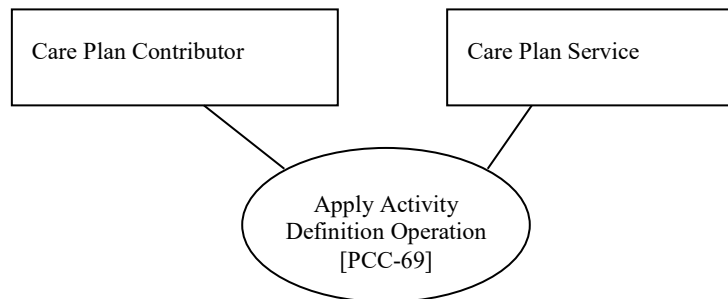 Care Plan Contributor
Care Plan Service
Apply Activity
Definition Operation
[PCC-69]